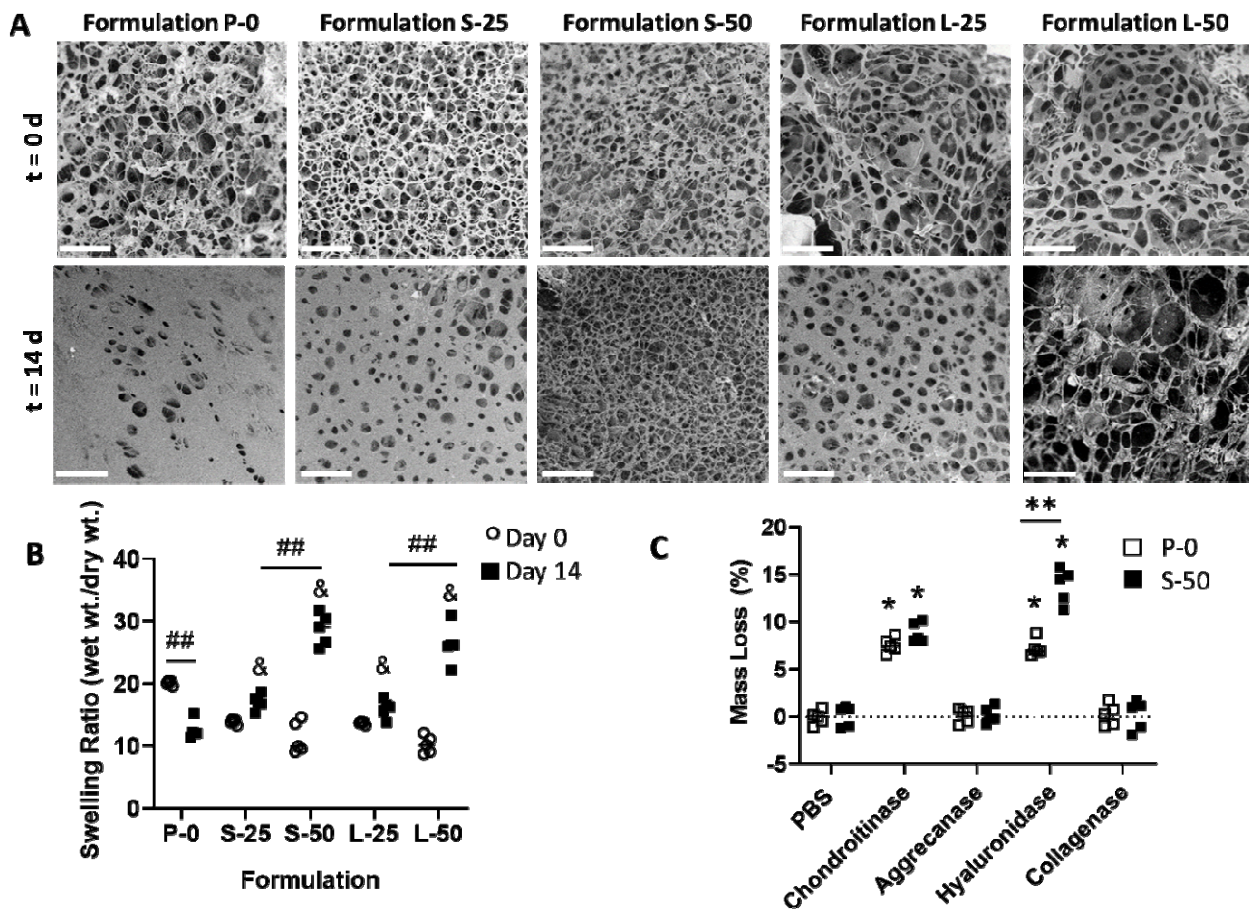 A
Formulation P-0
Formulation S-25
Formulation S-50
Formulation L-25
Formulation L-50
t = 0 d
t = 14 d
B
Swelling Ratio (wet wt./dry wt.)
40
30
20
10
0
##
&
##
&
&
##
&
Day 0
Day 14
P-0 S-25 S-50 L-25 L-50
Formulation
C
Mass Loss (%)
20
15
10
5
0
-5
* * * ** *
P-0
S-50
PBS
Chondroitinase
Aggrecanase
Hyaluronidase
Collagenase